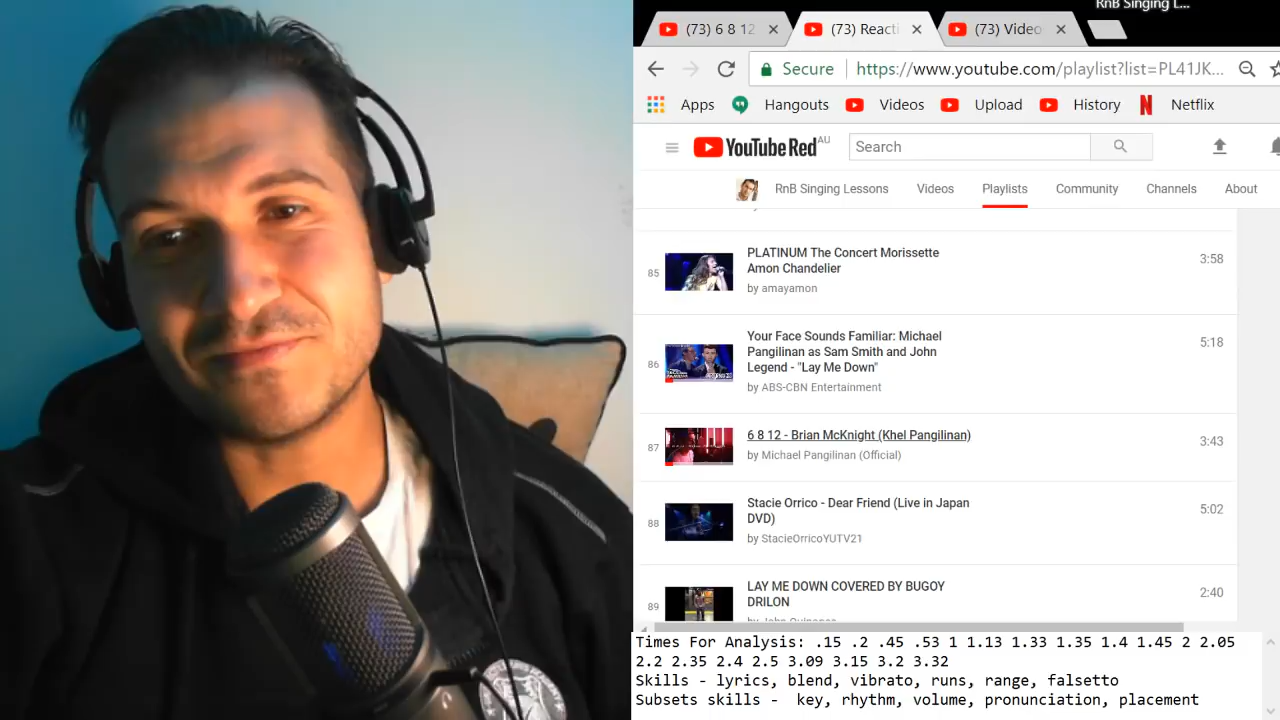 RnB Singing L...
(73) 6 8 12
(73) Reacti
(73) Video
Secure
https://www.youtube.com/playlist?list=PL41JK...
Apps
Hangouts
Videos
Upload
History
Netflix
YouTube Red AU
Search
RnB Singing Lessons
Videos
Playlists
Community
Channels
About
85
PLATINUM The Concert Morissette
Amon Chandelier
by amayamon
3:58
86
Your Face Sounds Familiar: Michael
Pangilinan as Sam Smith and John
Legend - "Lay Me Down"
by ABS-CBN Entertainment
5:18
87
6 8 12 - Brian McKnight (Khel Pangilinan)
by Michael Pangilinan (Official)
3:43
88
Stacie Orrico - Dear Friend (Live in Japan
DVD)
by StacieOrricoYUTV21
5:02
89
LAY ME DOWN COVERED BY BUGOY
DRILON
2:40
Times For Analysis: .15 .2 .45 .53 1 1.13 1.33 1.35 1.4 1.45 2 2.05
2.2 2.35 2.4 2.5 3.09 3.15 3.2 3.32
Skills - lyrics, blend, vibrato, runs, range, falsetto
Subsets skills - key, rhythm, volume, pronunciation, placement